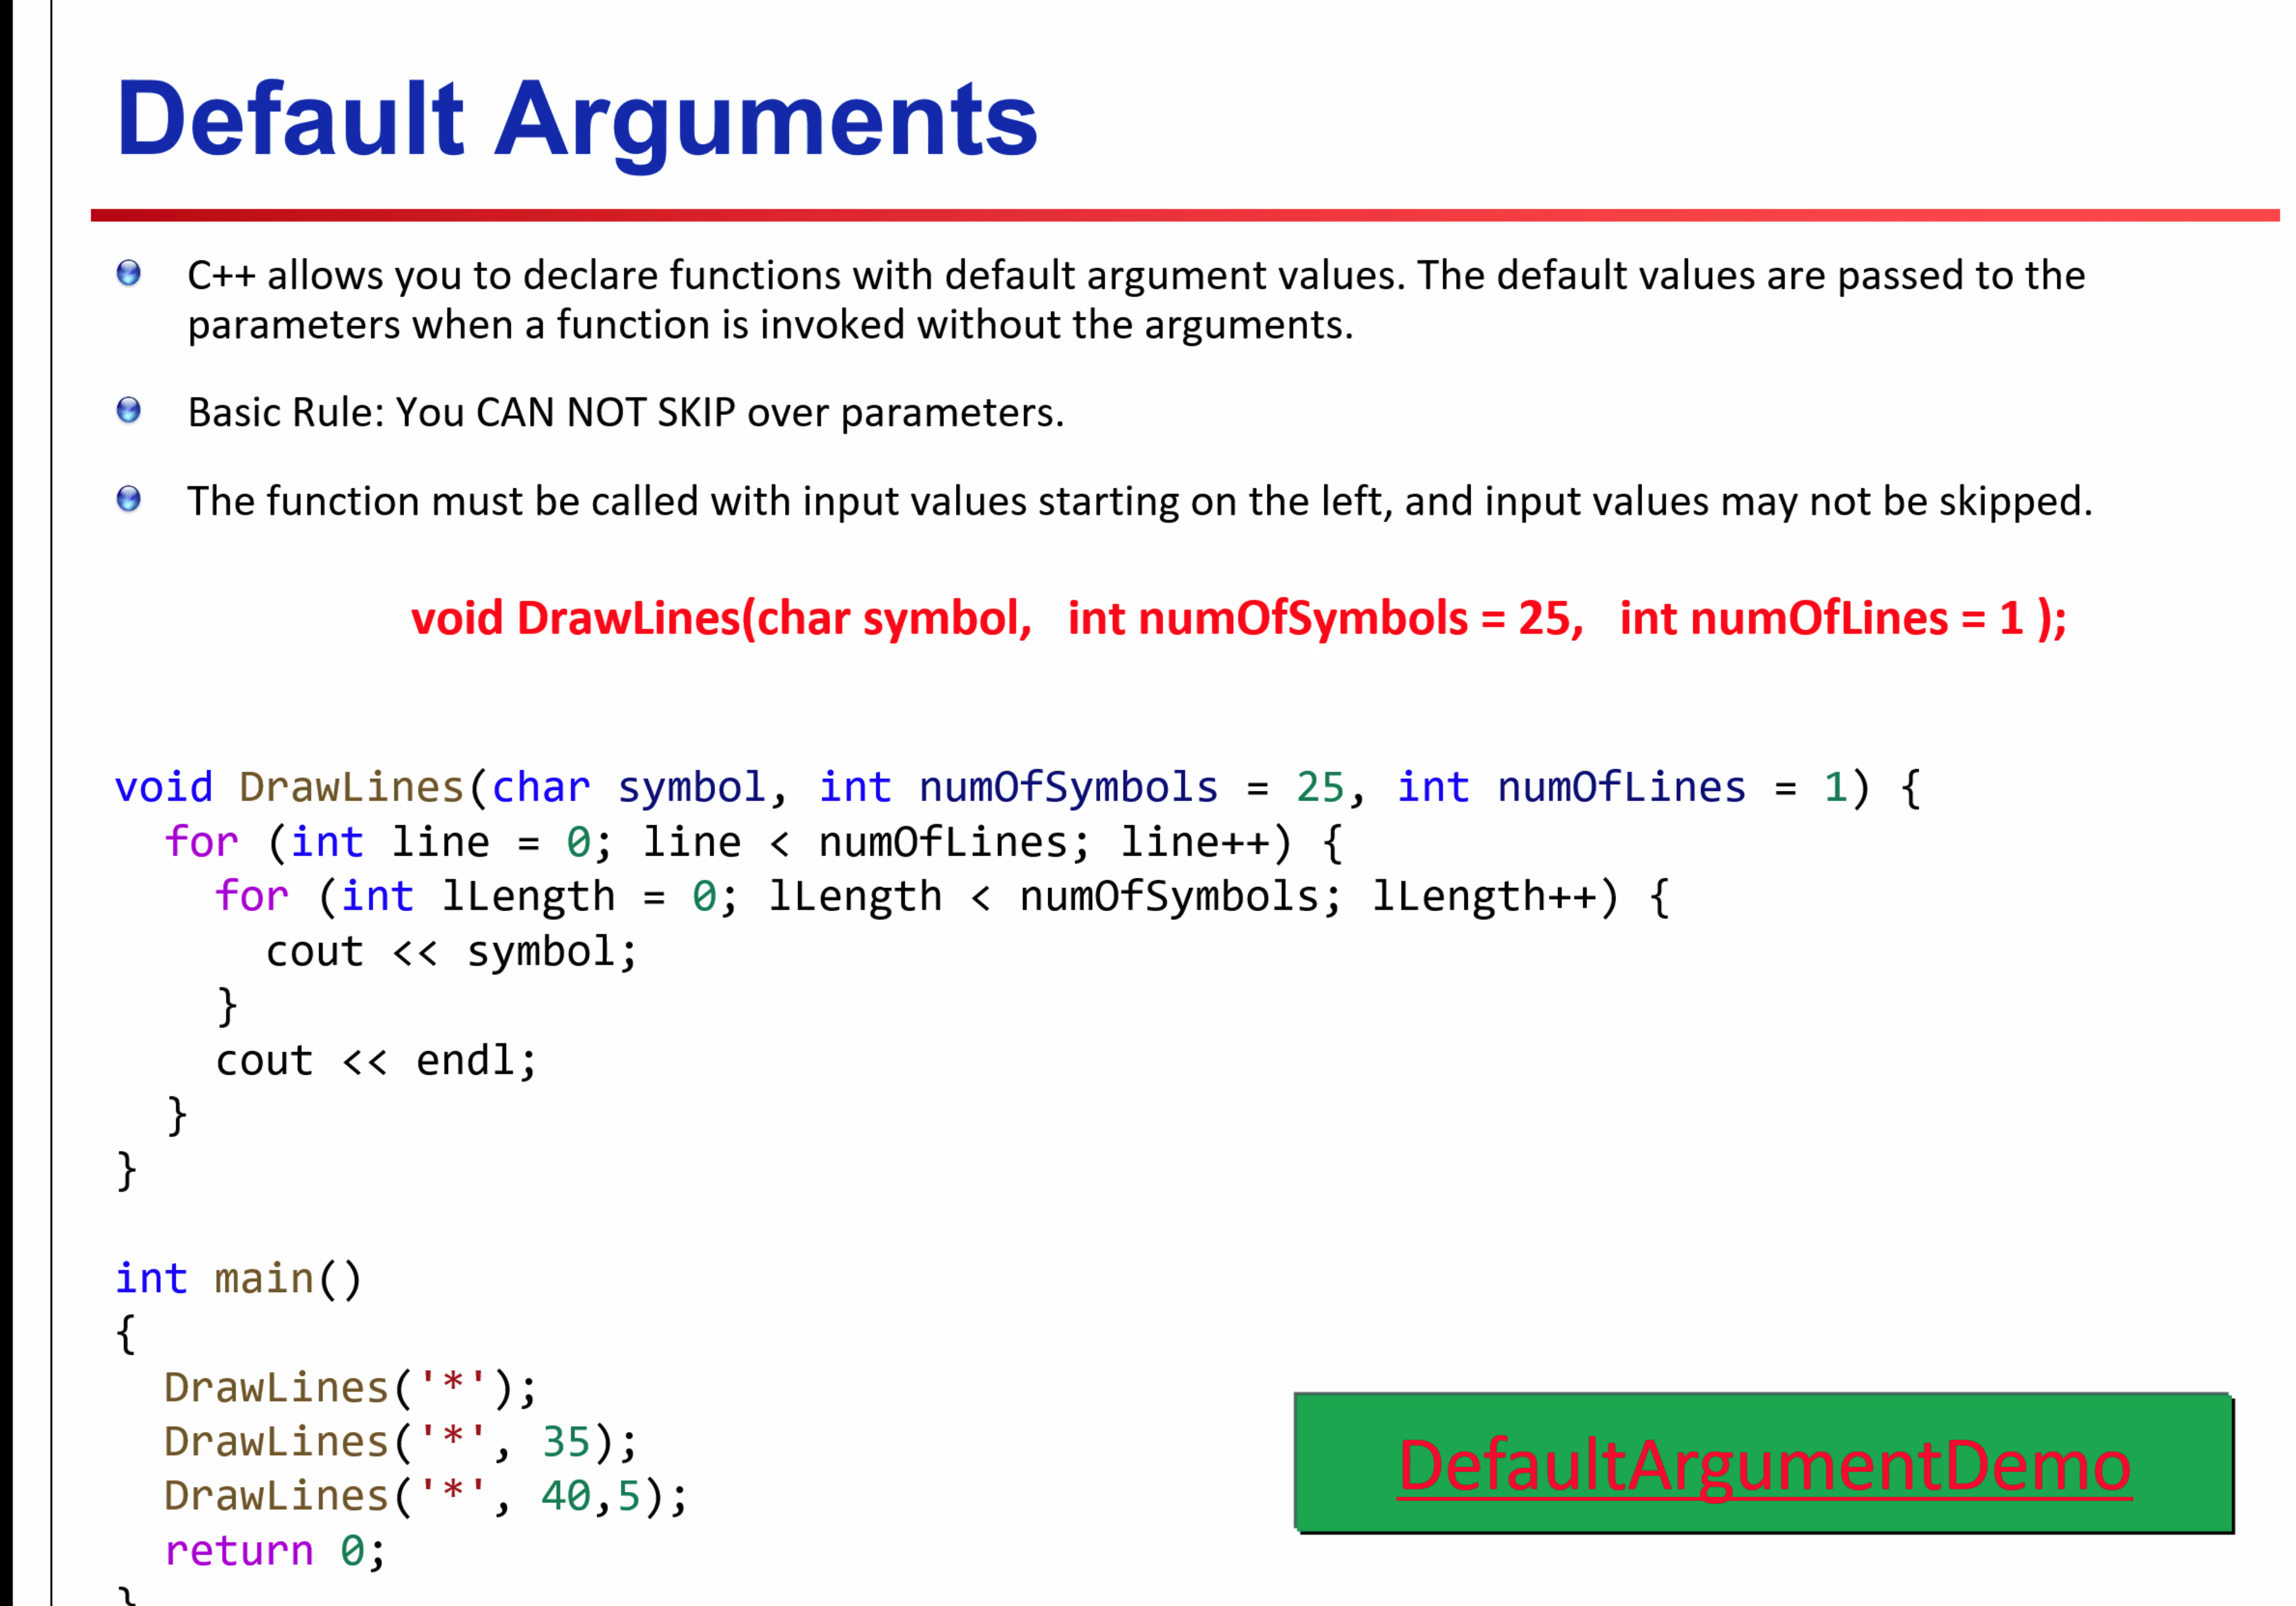 Default Arguments
C++ allows you to declare functions with default argument values. The default values are passed to the
parameters when a function is invoked without the arguments.
Basic Rule: You CAN NOT SKIP over parameters.
The function must be called with input values starting on the left, and input values may not be skipped.
void DrawLines(char symbol,   int numOfSymbols = 25,   int numOfLines = 1 );
void DrawLines(char symbol, int numOfSymbols = 25, int numOfLines = 1) {
  for (int line = 0; line < numOfLines; line++) {
    for (int lLength = 0; lLength < numOfSymbols; lLength++) {
      cout << symbol;
    }
    cout << endl;
  }
}
int main()
{
  DrawLines('*');
  DrawLines('*', 35);
  DrawLines('*', 40,5);
  return 0;
}
DefaultArgumentDemo